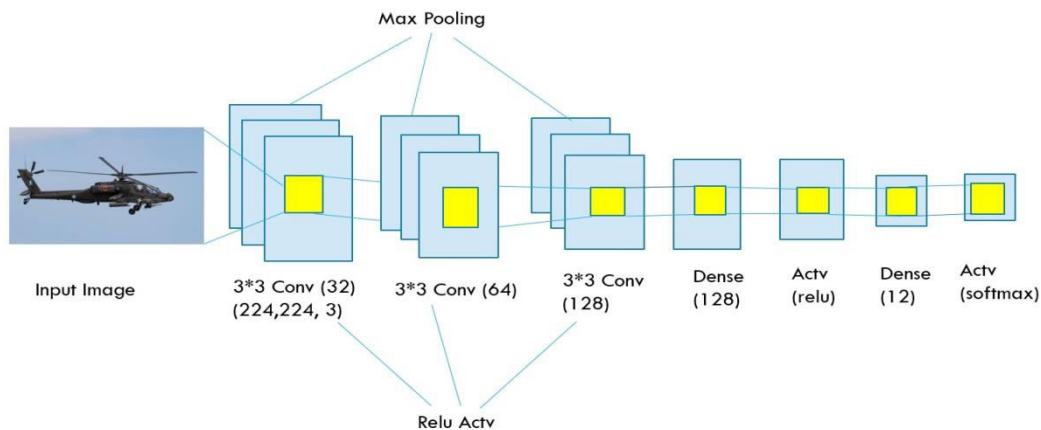 Max Pooling
Input Image
3*3 Conv (32)
(224,224, 3)
3*3 Conv (64)
3*3 Conv
(128)
Dense
(128)
Actv
(relu)
Dense
(12)
Actv
(softmax)
Relu Actv